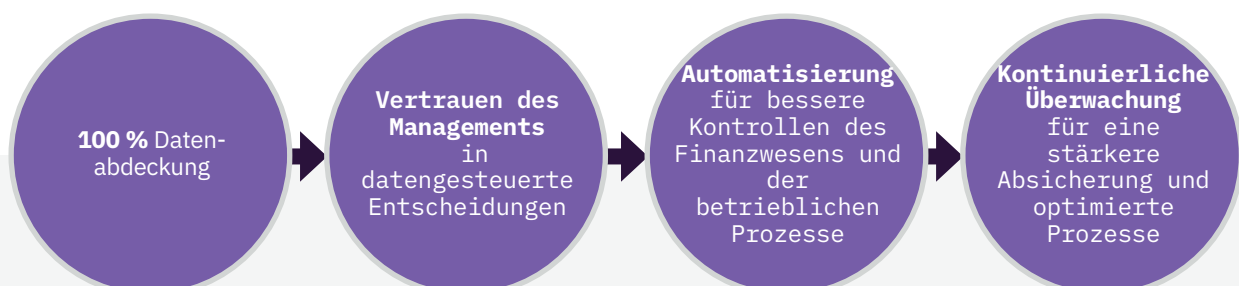 100 % Daten-
abdeckung
Vertrauen des
Managements
in
datengesteuerte
Entscheidungen
Automatisierung
für bessere
Kontrollen des
Finanzwesens und
der
betrieblichen
Prozesse
Kontinuierliche
Überwachung
für eine
stärkere
Absicherung und
optimierte
Prozesse